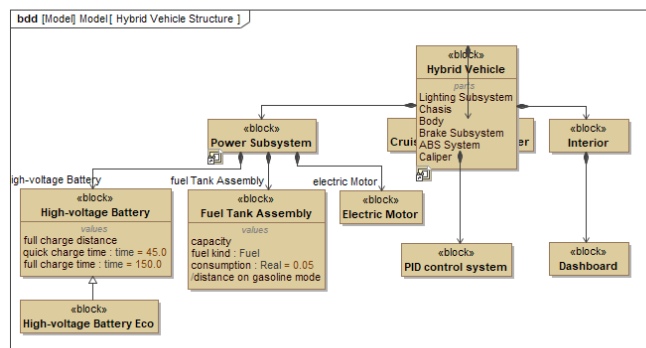 bdd [Model] Model[ Hybrid Vehicle Structure ]
«block»
Hybrid Vehicle
parts
Lighting Subsystem
Chasis
Body
Brake Subsystem
ABS System
Caliper
«block»
Power Subsystem
«block»
Interior
igh-voltage Battery
fuel Tank Assembly
electric Motor
«block»
High-voltage Battery
values
full charge distance
quick charge time : time = 45.0
full charge time : time = 150.0
«block»
Fuel Tank Assembly
values
capacity
fuel kind : Fuel
consumption : Real = 0.05
/distance on gasoline mode
«block»
Electric Motor
«block»
PID control system
«block»
Dashboard
«block»
High-voltage Battery Eco